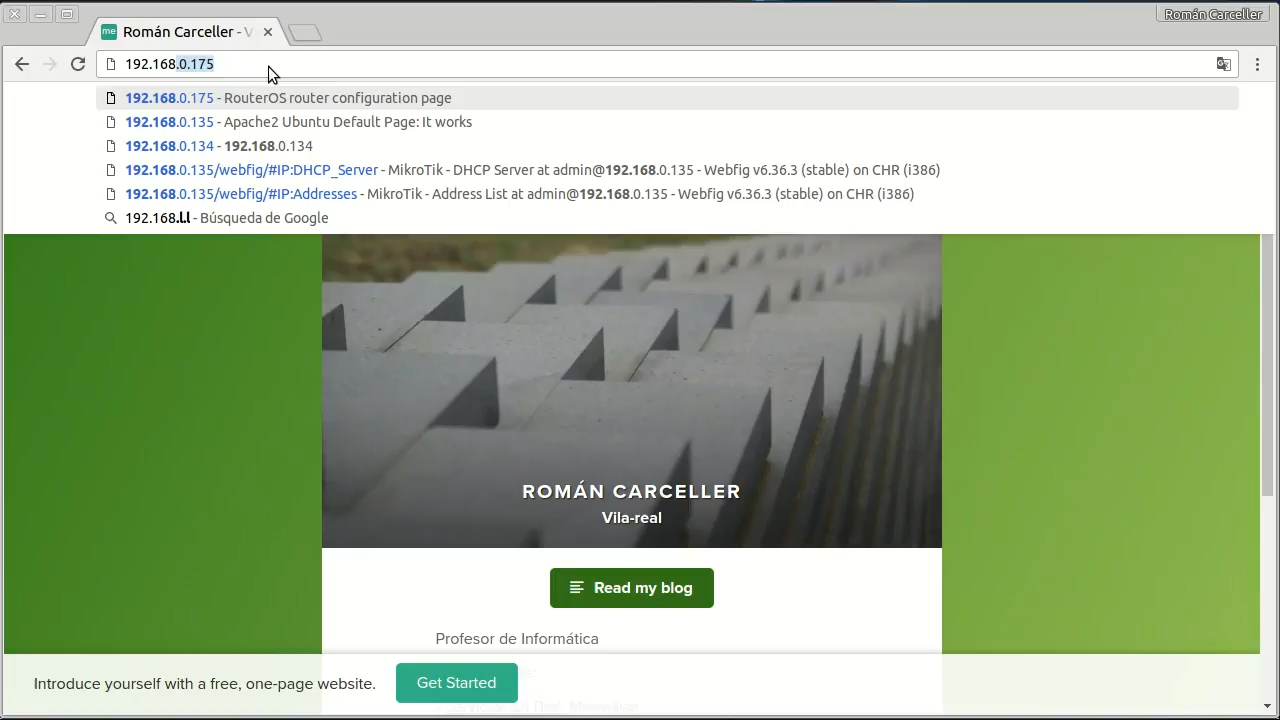 Román Carceller
me Román Carceller - V
192.168.0.175
192.168.0.175 - RouterOS router configuration page
192.168.0.135 - Apache2 Ubuntu Default Page: It works
192.168.0.134 - 192.168.0.134
192.168.0.135/webfig/#IP:DHCP_Server - MikroTik - DHCP Server at admin@192.168.0.135 - Webfig v6.36.3 (stable) on CHR (i386)
192.168.0.135/webfig/#IP:Addresses - MikroTik - Address List at admin@192.168.0.135 - Webfig v6.36.3 (stable) on CHR (i386)
192.168.l.l - Búsqueda de Google
ROMÁN CARCELLER
Vila-real
Read my blog
Profesor de Informática
Introduce yourself with a free, one-page website.
Get Started